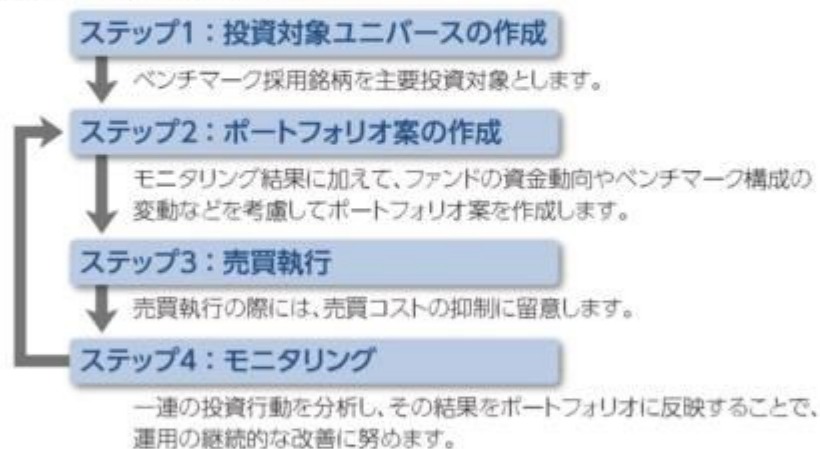 ステップ1：投資対象ユニバースの作成
ベンチマーク採用銘柄を主要投資対象とします。
ステップ2：ポートフォリオ案の作成
モニタリング結果に加えて、ファンドの資金動向やベンチマーク構成の
変動などを考慮してポートフォリオ案を作成します。
ステップ3：売買執行
売買執行の際には、売買コストの抑制に留意します。
ステップ4：モニタリング
一連の投資行動を分析し、その結果をポートフォリオに反映することで、
運用の継続的な改善に努めます。